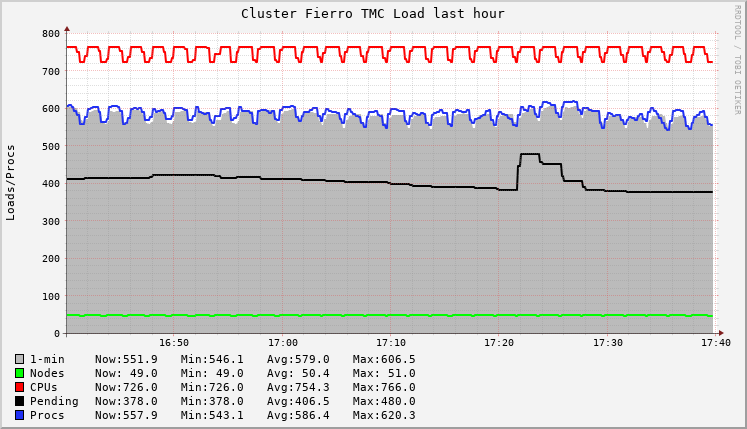 Cluster Fierro TMC Load last hour
RRDTOOL / TOBI OETIKER
Loads/Procs
800
700
600
500
400
300
200
100
0
16:50 17:00 17:10 17:20 17:30 17:40
1-min Now:551.9 Min:546.1 Avg:579.0 Max:606.5
Nodes Now: 49.0 Min: 49.0 Avg: 50.4 Max: 51.0
CPUs Now:726.0 Min:726.0 Avg:754.3 Max:766.0
Pending Now:378.0 Min:378.0 Avg:406.5 Max:480.0
Procs Now:557.9 Min:543.1 Avg:586.4 Max:620.3